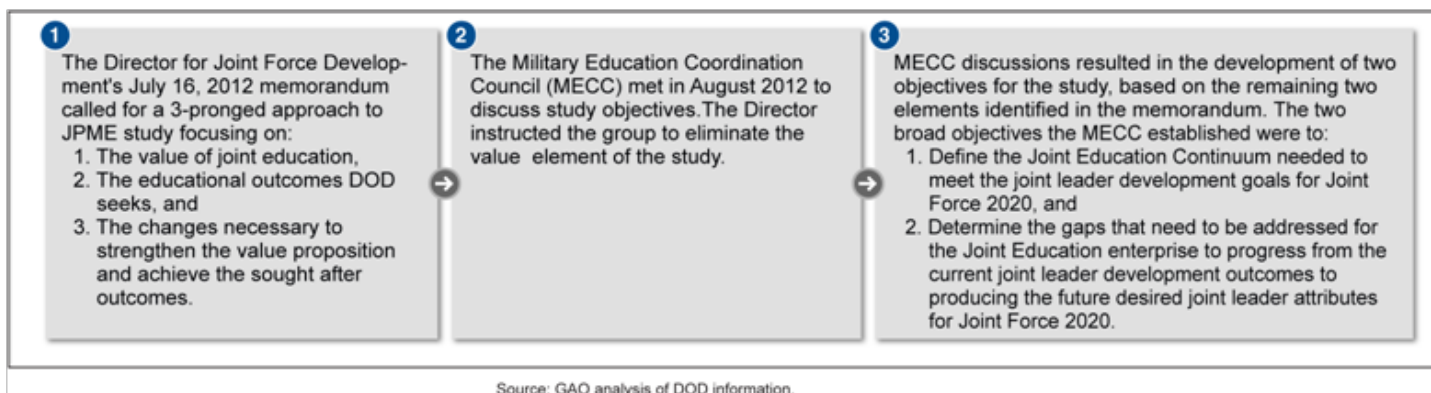 1
The Director for Joint Force Develop-
ment's July 16, 2012 memorandum
called for a 3-pronged approach to
JPME study focusing on:
1. The value of joint education,
2. The educational outcomes DOD
seeks, and
3. The changes necessary to
strengthen the value proposition
and achieve the sought after
outcomes.
2
The Military Education Coordination
Council (MECC) met in August 2012 to
discuss study objectives.The Director
instructed the group to eliminate the
value element of the study.
3
MECC discussions resulted in the development of two
objectives for the study, based on the remaining two
elements identified in the memorandum. The two
broad objectives the MECC established were to:
1. Define the Joint Education Continuum needed to
meet the joint leader development goals for Joint
Force 2020, and
2. Determine the gaps that need to be addressed for
the Joint Education enterprise to progress from the
current joint leader development outcomes to
producing the future desired joint leader attributes
for Joint Force 2020.
Source: GAO analysis of DOD information.